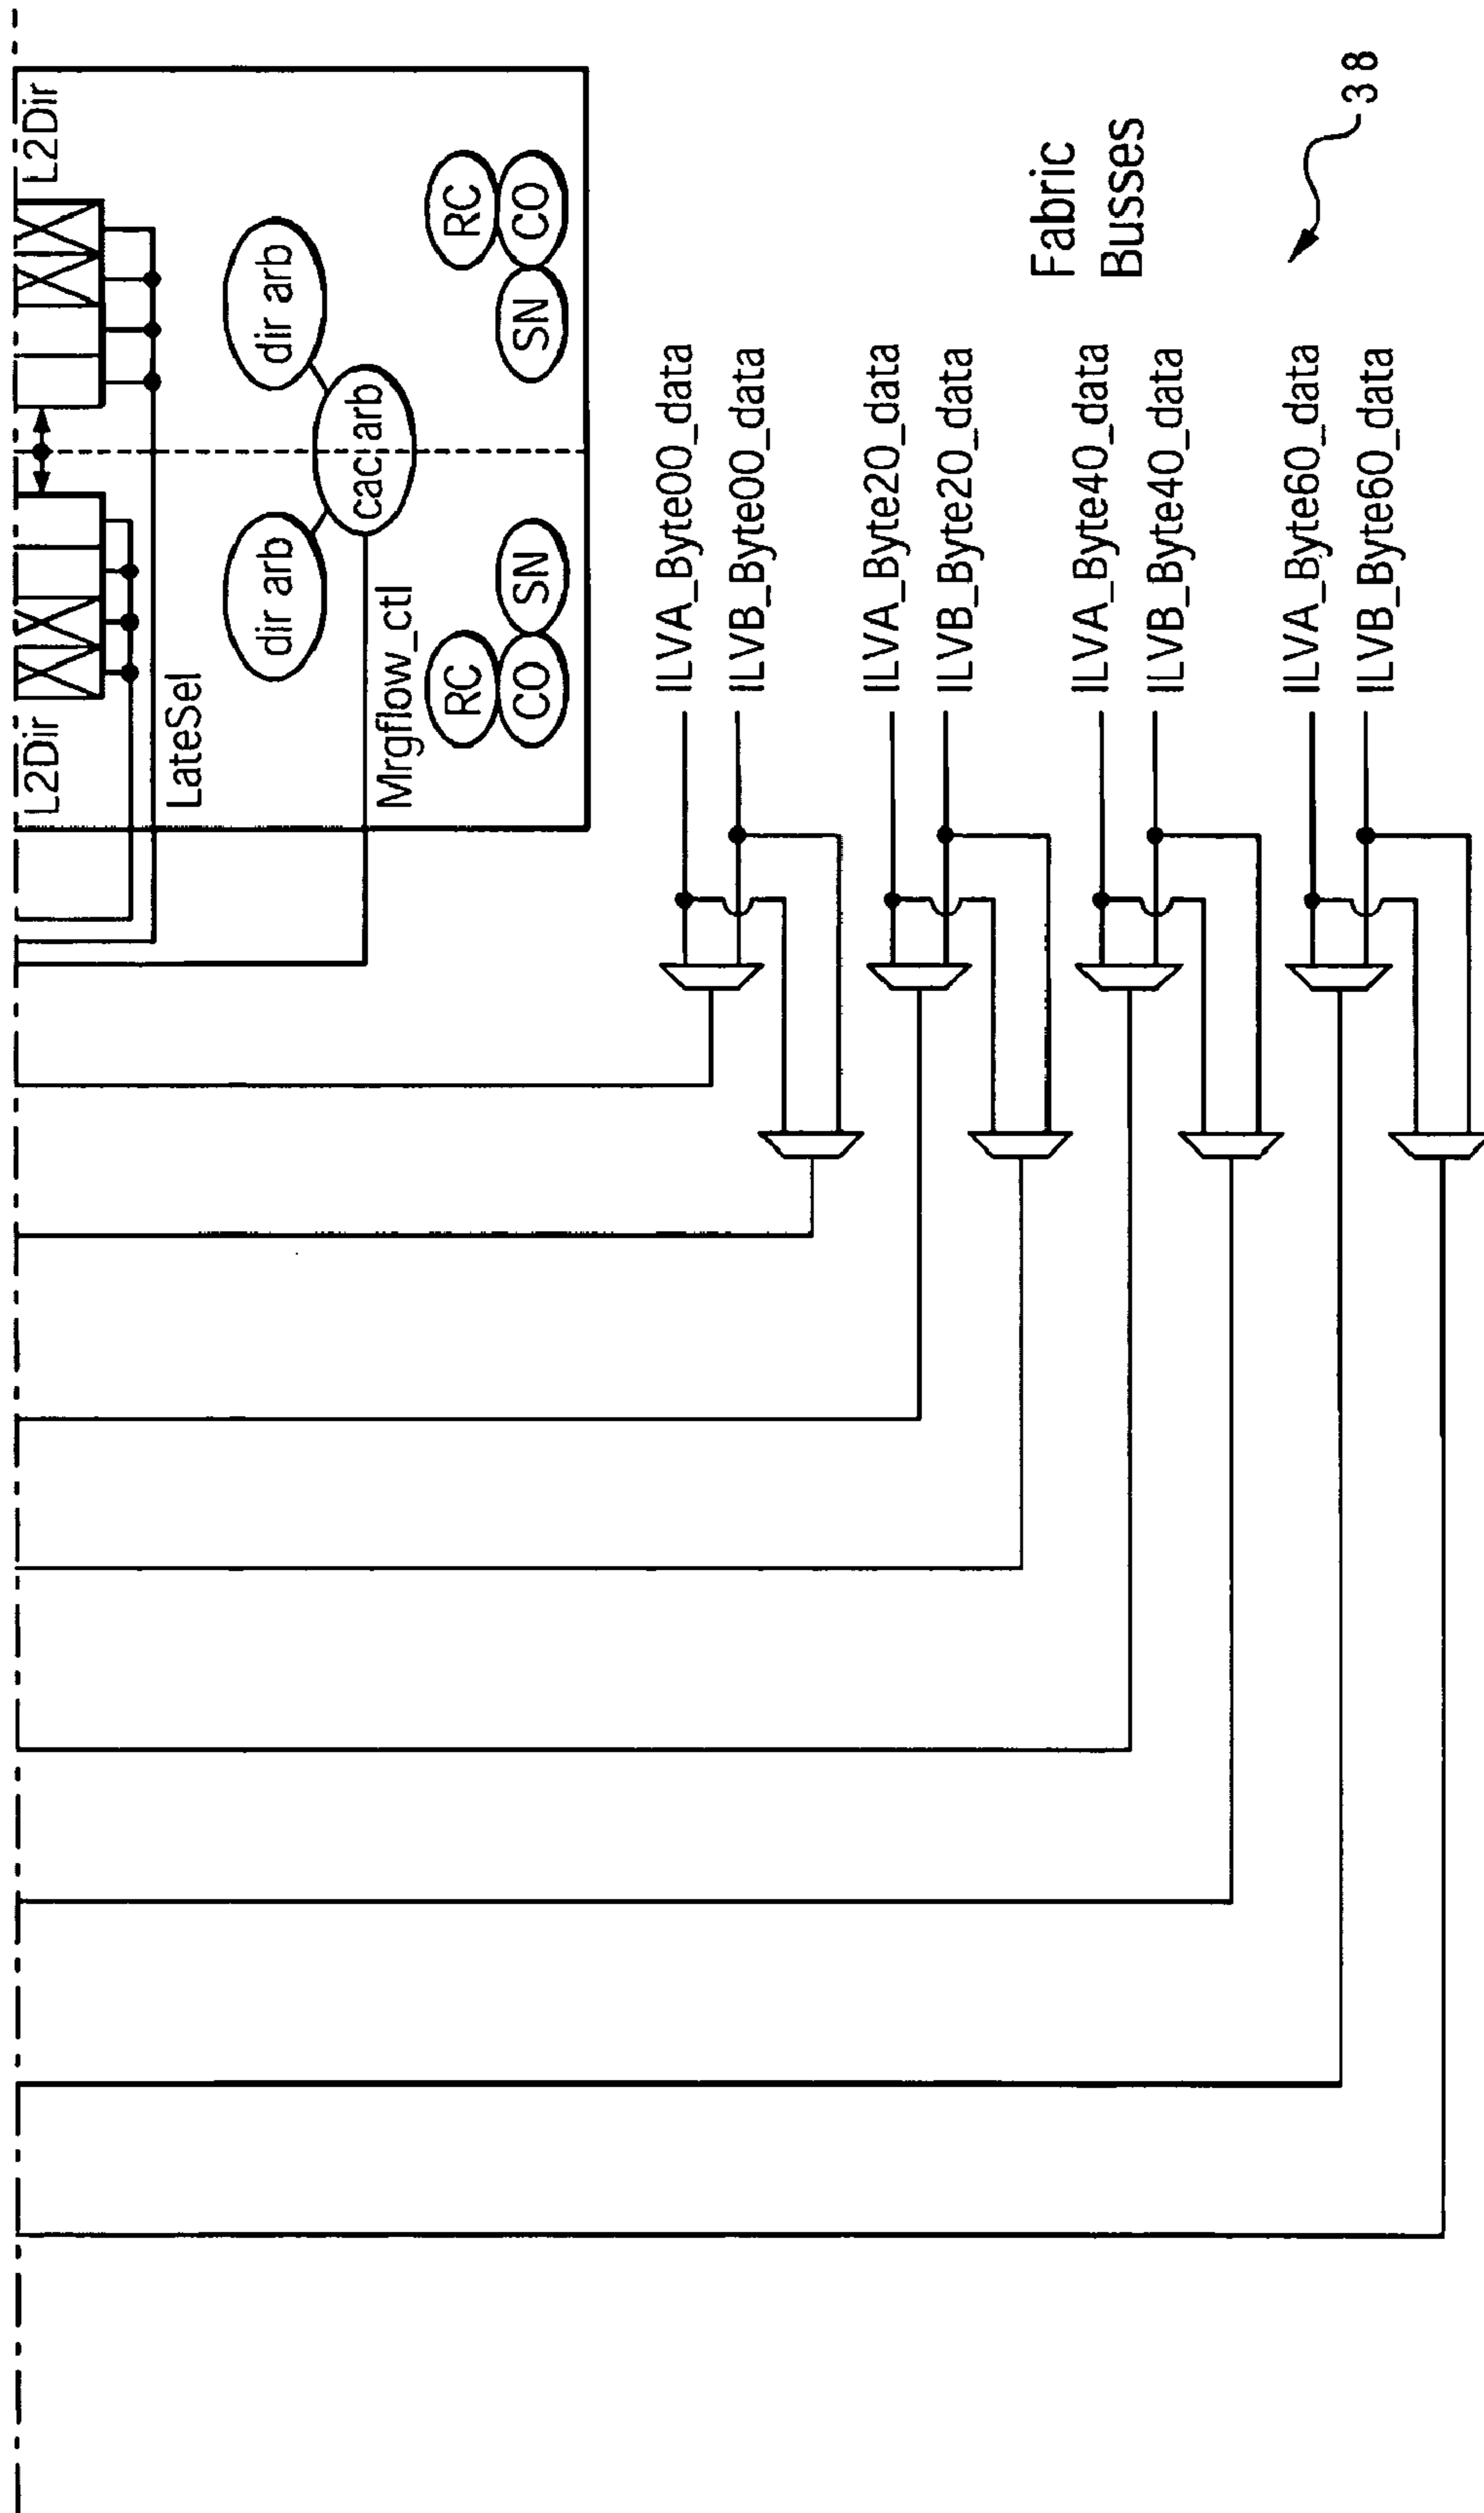 L2Dir
L2Dir
LateSel
dir arb
dir arb
cac arb
Mrgflow_ctl
RC
CO
SN
RC
CO
SN
ILVA_Byte00_data
ILVB_Byte00_data
ILVA_Byte20_data
ILVB_Byte20_data
ILVA_Byte40_data
ILVB_Byte40_data
ILVA_Byte60_data
ILVB_Byte60_data
Fabric
Busses
38